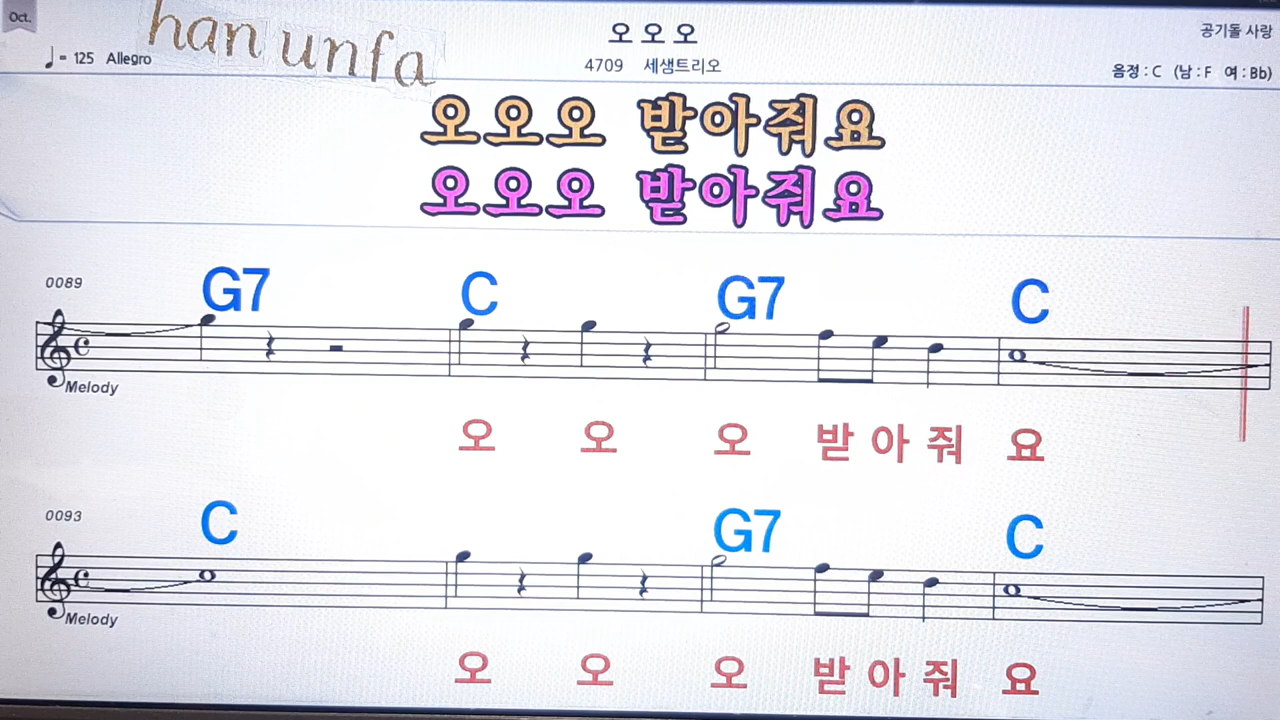 Oct.
han unfa
오 오 오
공기돌 사랑
♩ = 125 Allegro
4709 세샘트리오
음정 : C (남 : F 여 : Bb)
오오오 받아줘요
오오오 받아줘요
0089
G7 C G7 C
Melody
오 오 오 받 아 줘 요
0093
C G7 C
Melody
오 오 오 받 아 줘 요